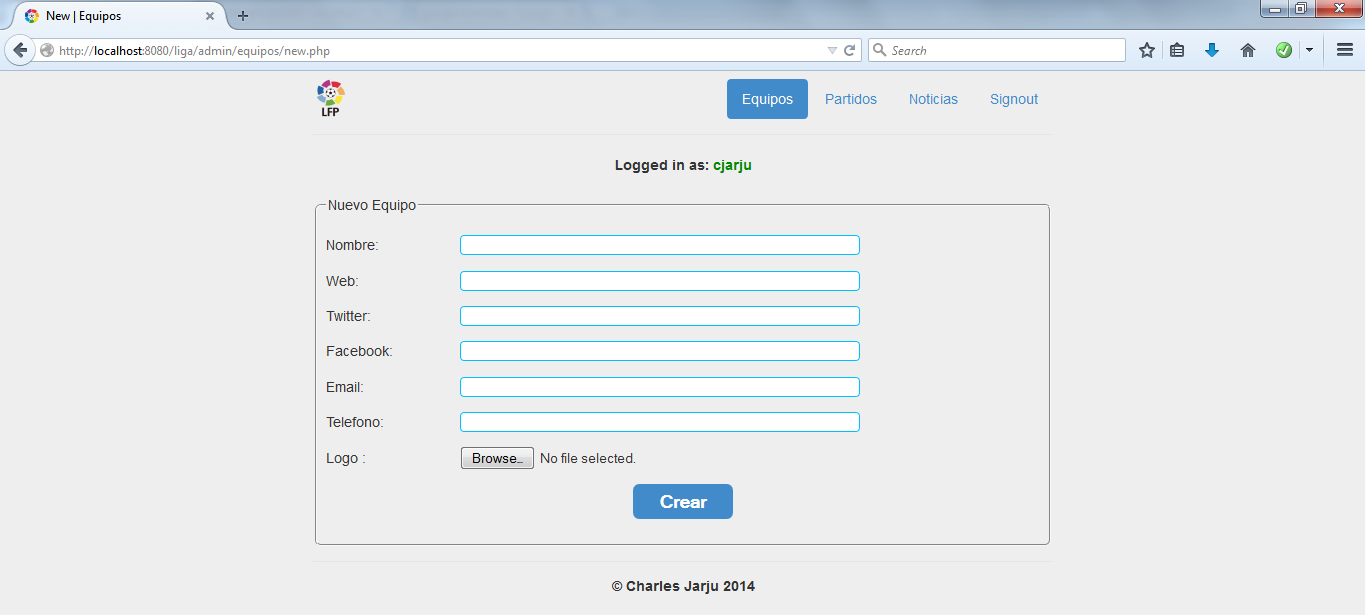 New | Equipos
http://localhost:8080/liga/admin/equipos/new.php
Search
LFP
Equipos Partidos Noticias Signout
Logged in as: cjarju
Nuevo Equipo
Nombre:
Web:
Twitter:
Facebook:
Email:
Telefono:
Logo : Browse_ No file selected.
Crear
© Charles Jarju 2014